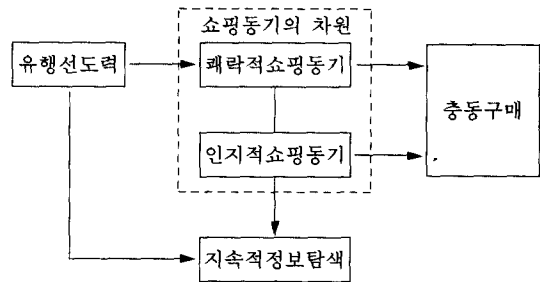 쇼핑동기의 차원
유행선도력
쾌락적쇼핑동기
충동구매
인지적쇼핑동기
지속적정보탐색